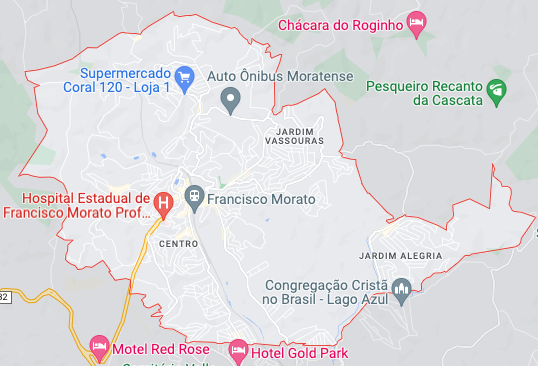 Chácara do Roginho
Supermercado
Coral 120 - Loja 1
Auto Ônibus Moratense
Pesqueiro Recanto
da Cascata
JARDIM
VASSOURAS
Hospital Estadual de
Francisco Morato Prof...
H
Francisco Morato
CENTRO
JARDIM ALEGRIA
Congregação Cristã
no Brasil - Lago Azul
32
Motel Red Rose
Hotel Gold Park